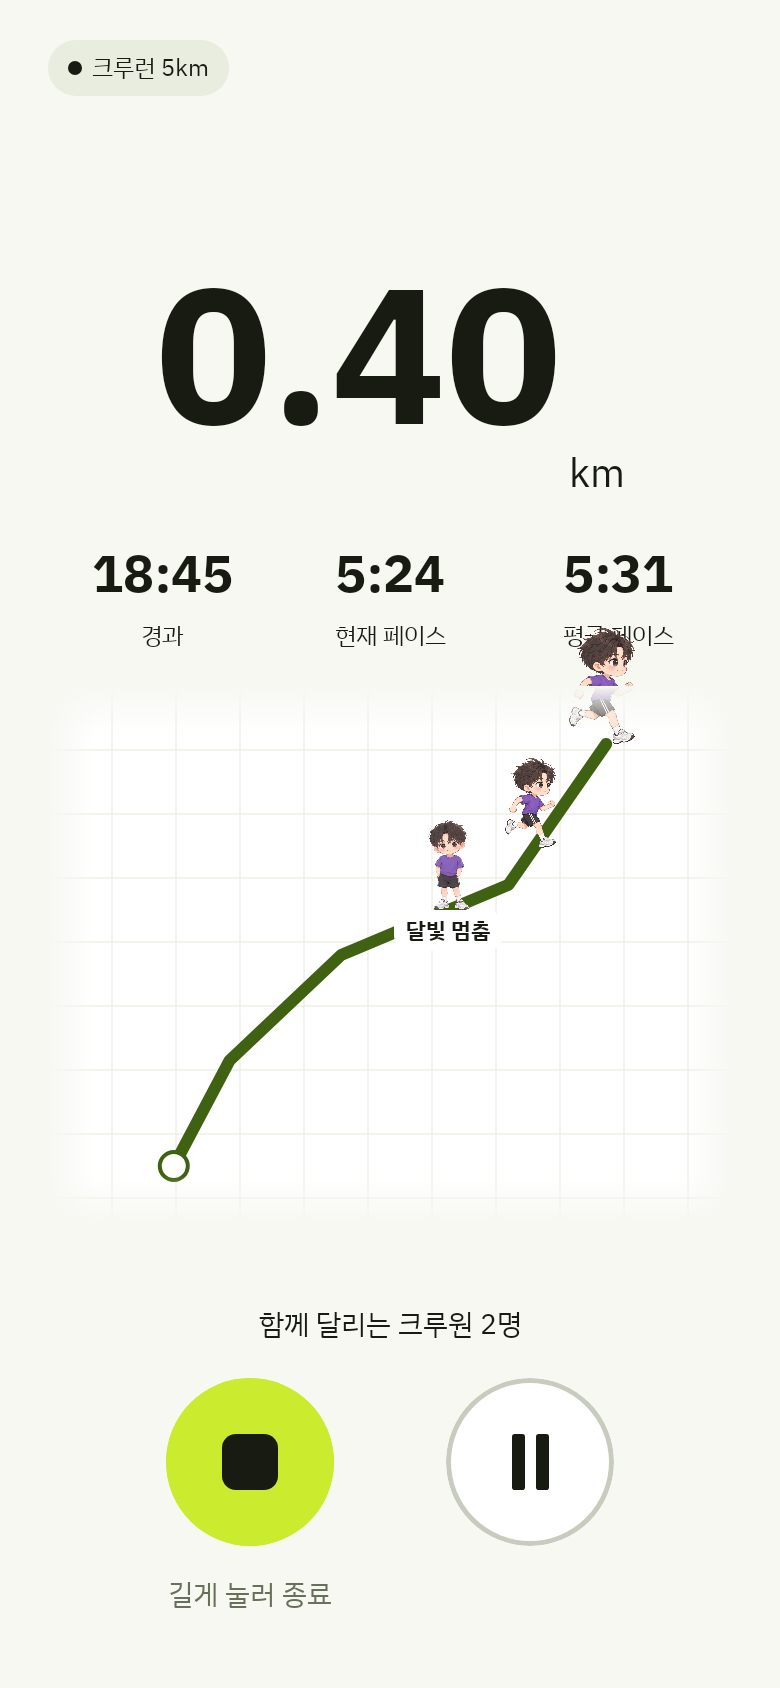 크루런 5km
0.40
km
18:45 5:24 5:31
경과 현재 페이스 평균 페이스
달빛 멈춤
함께 달리는 크루원 2명
길게 눌러 종료